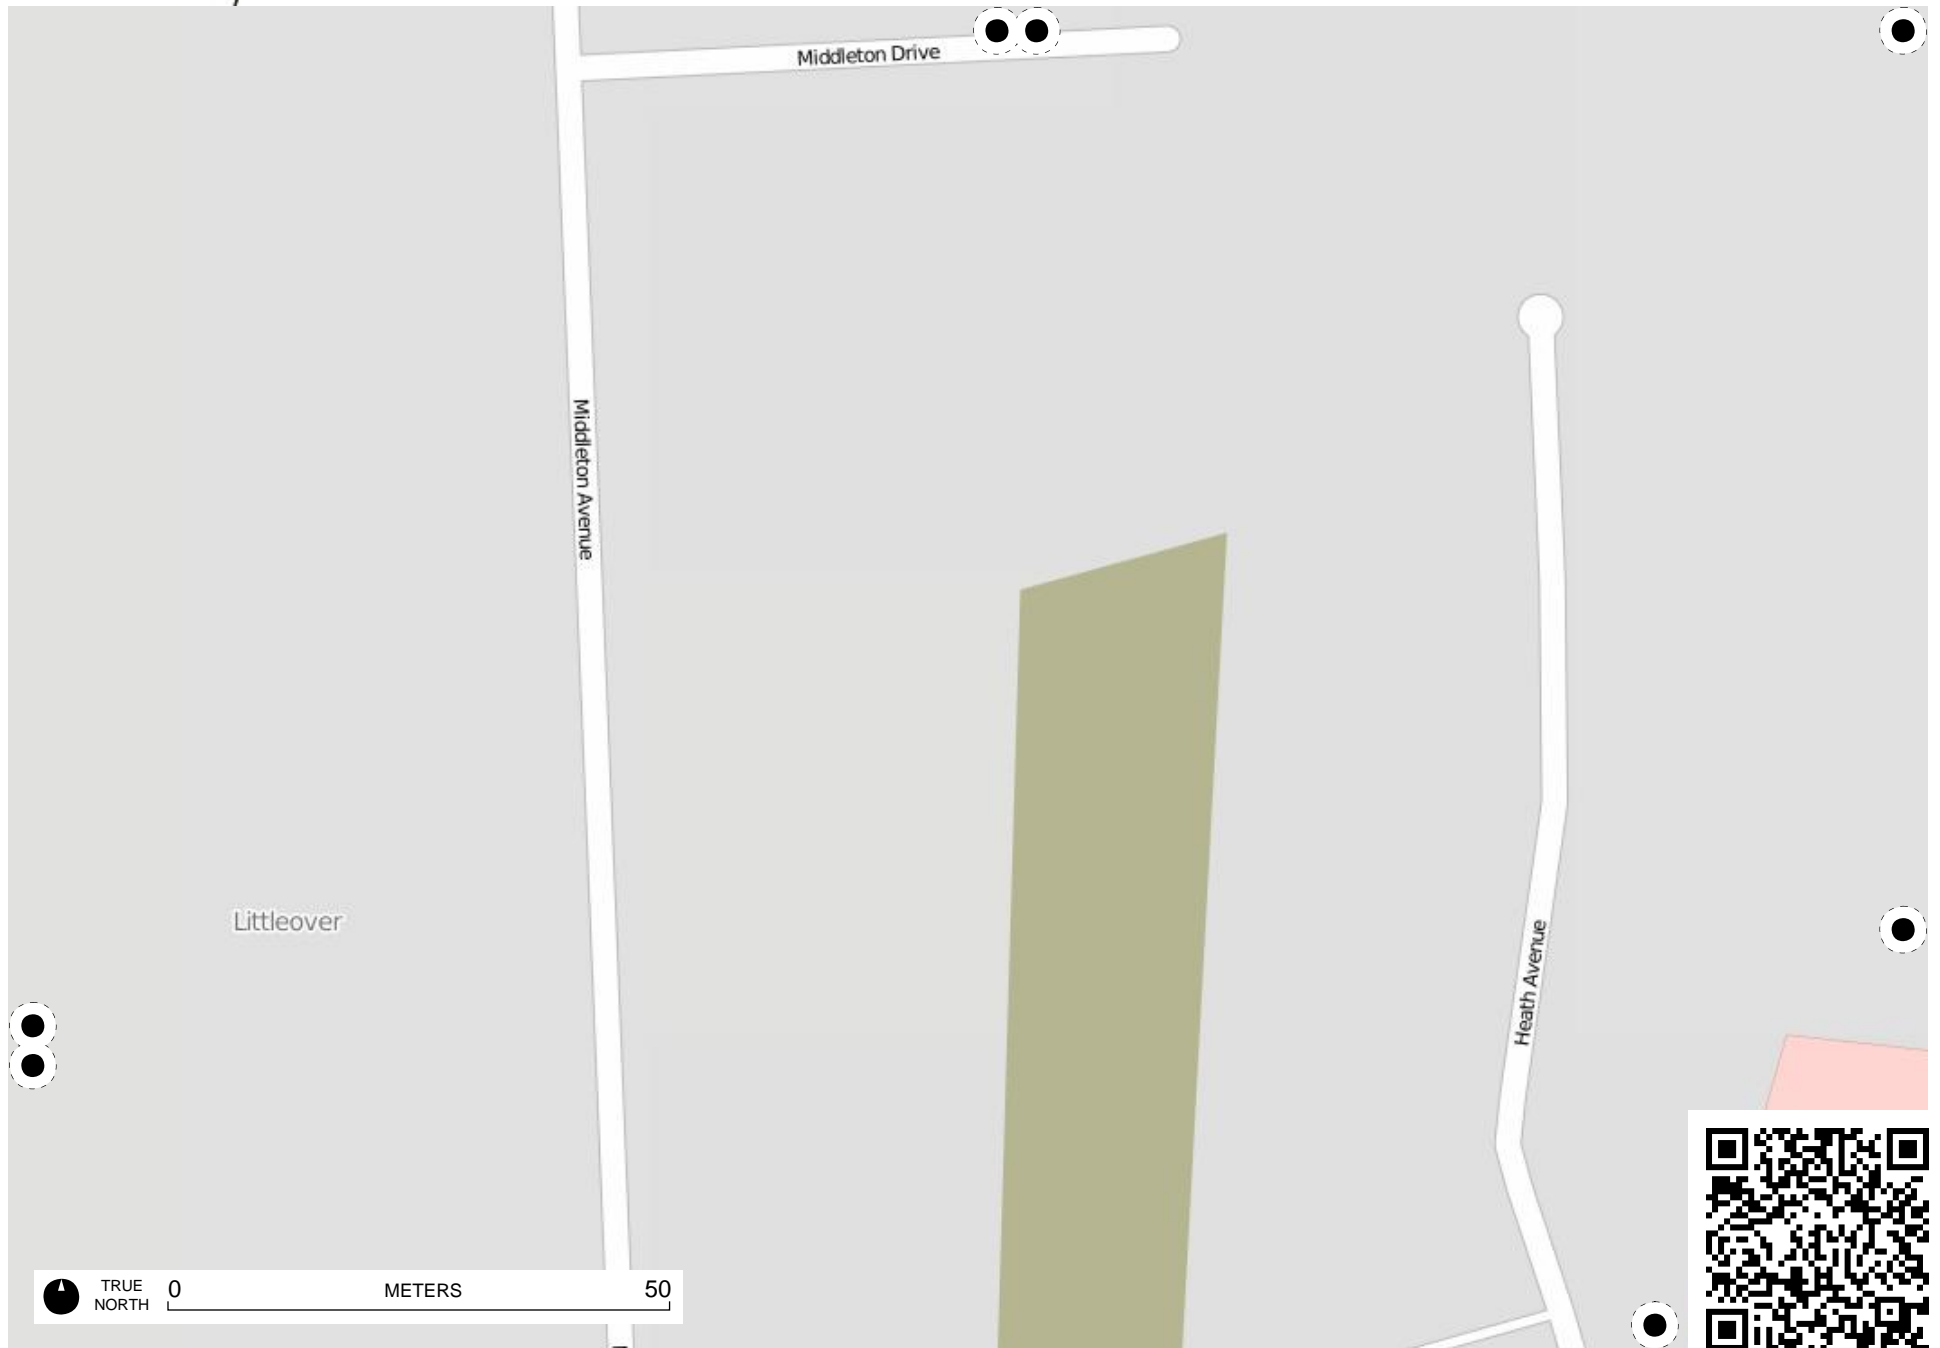 Middleton Drive
Middleton Avenue
Heath Avenue
Littleover
TRUE
NORTH
0 METERS 50